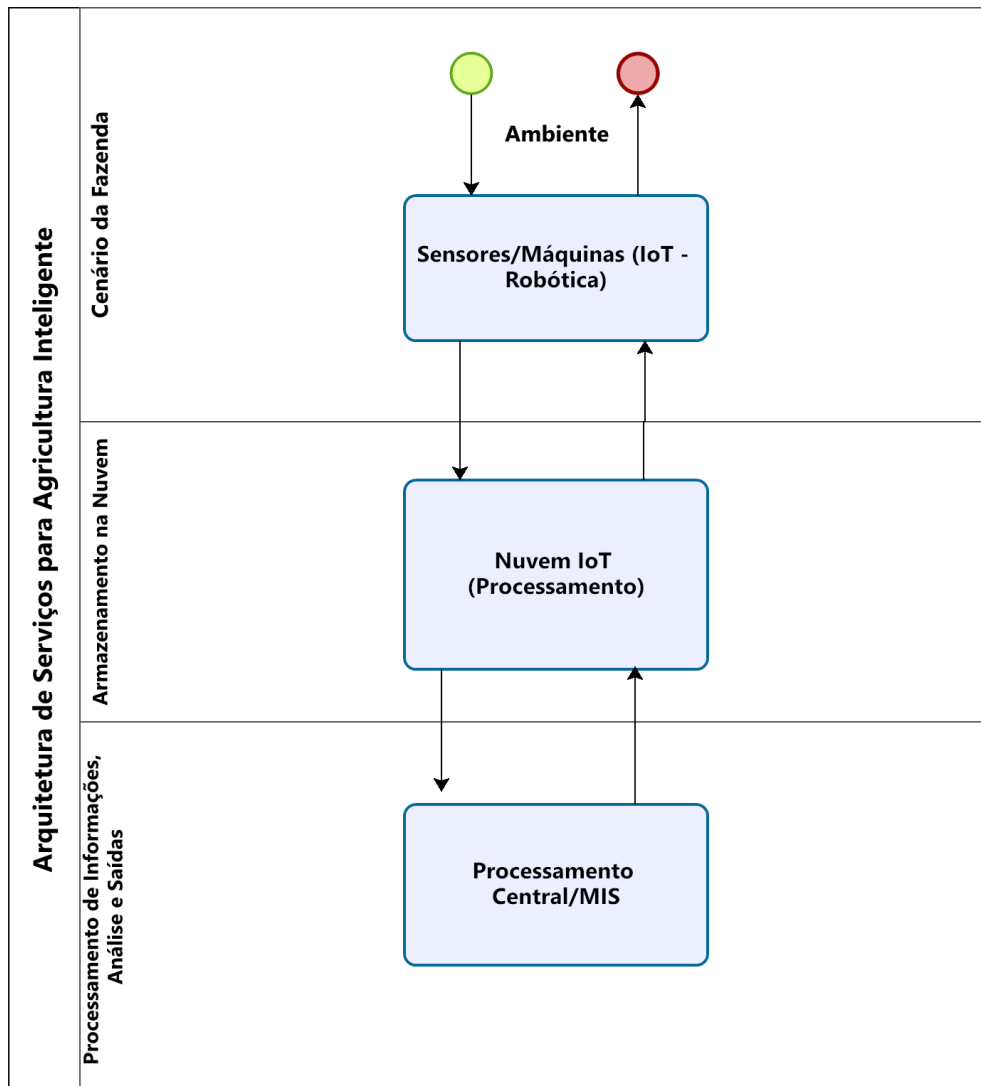 Arquitetura de Serviços para Agricultura Inteligente
Cenário da Fazenda
Ambiente
Sensores/Máquinas (IoT -
Robótica)
Armazenamento na Nuvem
Nuvem IoT
(Processamento)
Processamento de Informações,
Análise e Saídas
Processamento
Central/MIS